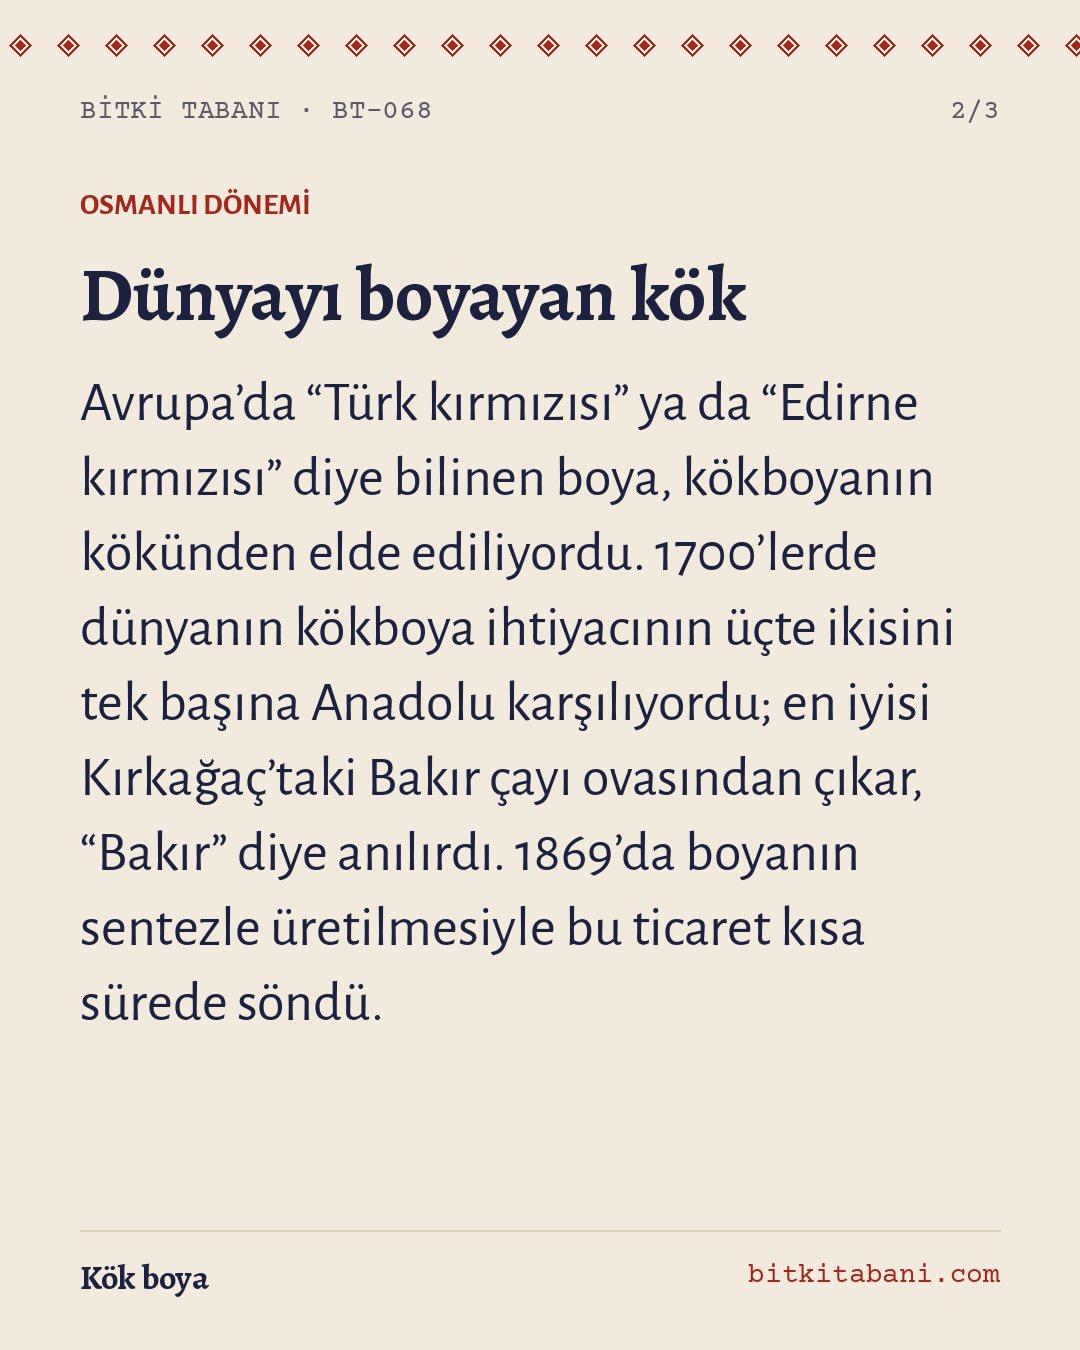 BİTKİ TABANI · BT-068
2/3
OSMANLI DÖNEMİ
Dünyayı boyayan kök
Avrupa’da “Türk kırmızısı” ya da “Edirne
kırmızısı” diye bilinen boya, kökboyanın
kökünden elde ediliyordu. 1700’lerde
dünyanın kökboya ihtiyacının üçte ikisini
tek başına Anadolu karşılıyordu; en iyisi
Kırkağaç’taki Bakır çayı ovasından çıkar,
“Bakır” diye anılırdı. 1869’da boyanın
sentezle üretilmesiyle bu ticaret kısa
sürede söndü.
Kök boya
bitkitabani.com